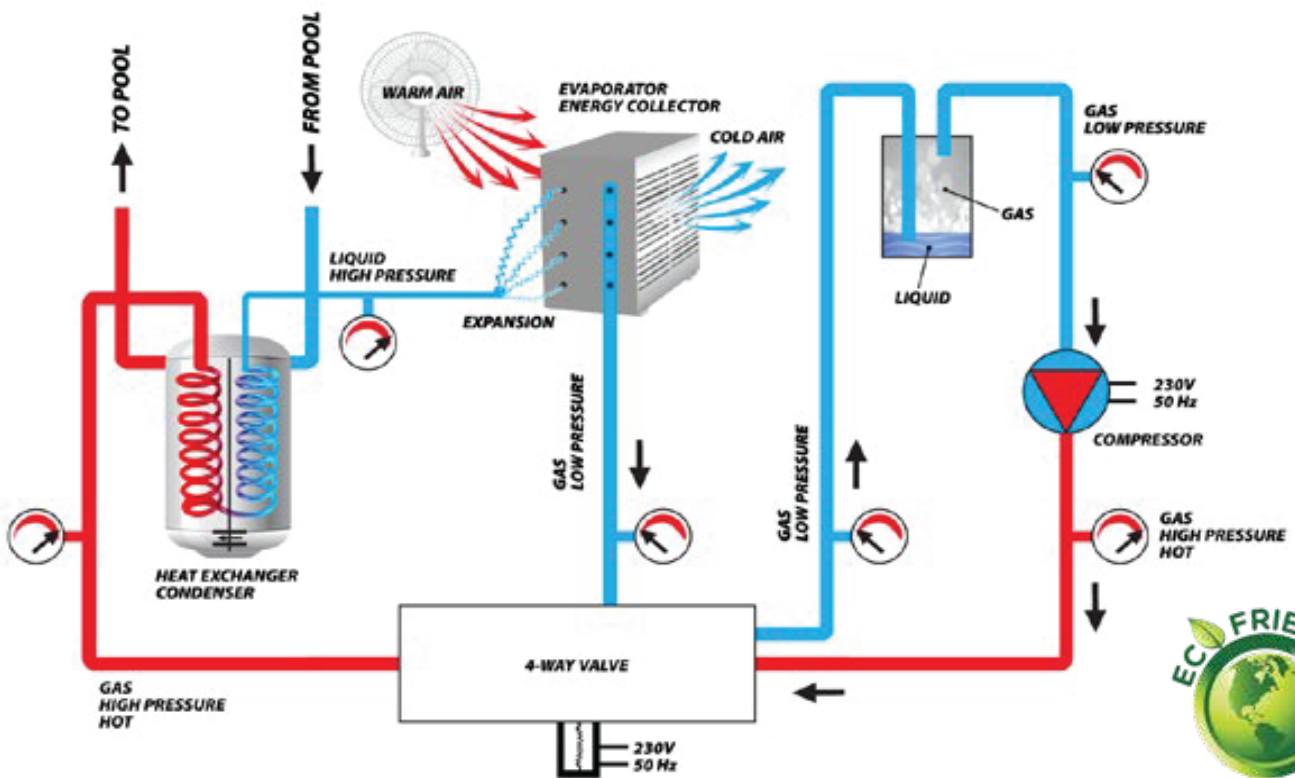 TO POOL
FROM POOL
WARM AIR
EVAPORATOR
ENERGY COLLECTOR
COLD AIR
GAS
LOW PRESSURE
GAS
LIQUID
LIQUID
HIGH PRESSURE
EXPANSION
230V
50 Hz
COMPRESSOR
GAS
LOW PRESSURE
GAS
LOW PRESSURE
GAS
HIGH PRESSURE
HOT
HEAT EXCHANGER
CONDENSER
4-WAY VALVE
GAS
HIGH PRESSURE
HOT
230V
50 Hz
ECO FRIE